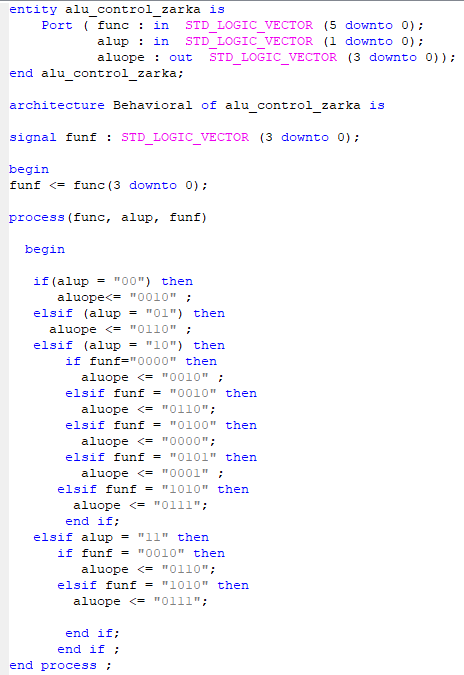 entity alu_control_zarka is
    Port ( func : in  STD_LOGIC_VECTOR (5 downto 0);
           alup : in  STD_LOGIC_VECTOR (1 downto 0);
           aluope : out  STD_LOGIC_VECTOR (3 downto 0));
end alu_control_zarka;
architecture Behavioral of alu_control_zarka is
signal funf : STD_LOGIC_VECTOR (3 downto 0);
begin
funf <= func(3 downto 0);
process(func, alup, funf)
  begin
   if(alup = "00") then
      aluope<= "0010" ;
   elsif (alup = "01") then
     aluope <= "0110" ;
   elsif (alup = "10") then
       if funf="0000" then
         aluope <= "0010" ;
       elsif funf = "0010" then
         aluope <= "0110";
       elsif funf = "0100" then
         aluope <= "0000";
       elsif funf = "0101" then
         aluope <= "0001" ;
      elsif funf = "1010" then
        aluope <= "0111";
       end if;
   elsif alup = "11" then
      if funf = "0010" then
         aluope <= "0110";
      elsif funf = "1010" then
        aluope <= "0111";
       end if;
      end if ;
end process ;